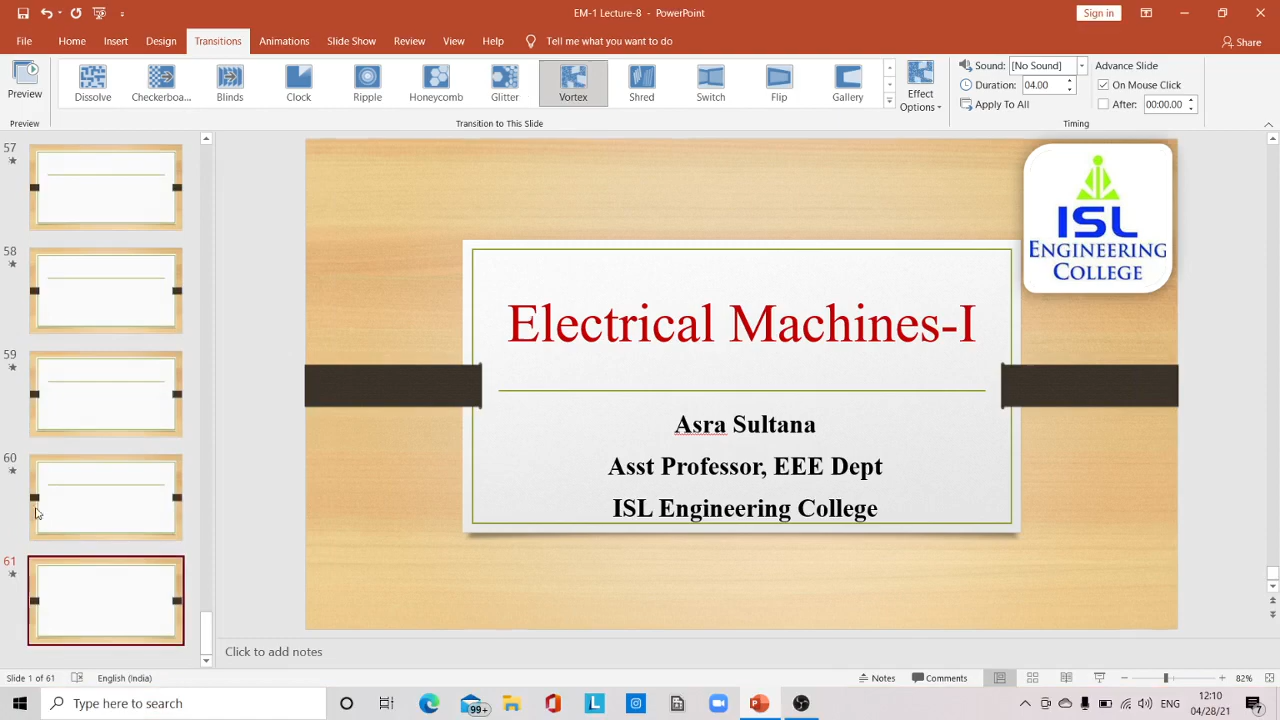 EM-1 Lecture-8 - PowerPoint
Sign in
File Home Insert Design Transitions Animations Slide Show Review View Help Tell me what you want to do
Share
Preview
Dissolve Checkerboa... Blinds Clock Ripple Honeycomb Glitter Vortex Shred Switch Flip Gallery
Effect
Options
Sound: [No Sound]
Duration: 04.00
Apply To All
Advance Slide
On Mouse Click
After: 00:00.00
Preview
Transition to This Slide
Timing
57
58
59
60
61
ISL
ENGINEERING
COLLEGE
Electrical Machines-I
Asra Sultana
Asst Professor, EEE Dept
ISL Engineering College
Click to add notes
Slide 1 of 61
English (India)
Notes
Comments
82%
Type here to search
99+
12:10
04/28/21
7